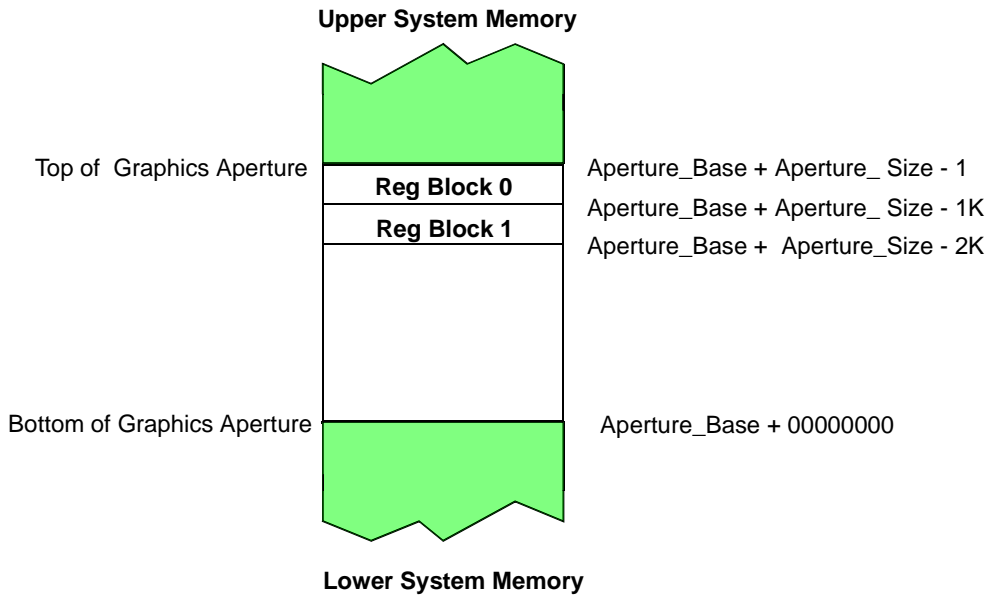 Upper System Memory
Top of Graphics Aperture
Aperture_Base + Aperture_ Size - 1
Reg Block 0
Aperture_Base + Aperture_ Size - 1K
Reg Block 1
Aperture_Base + Aperture_Size - 2K
Bottom of Graphics Aperture
Aperture_Base + 00000000
Lower System Memory